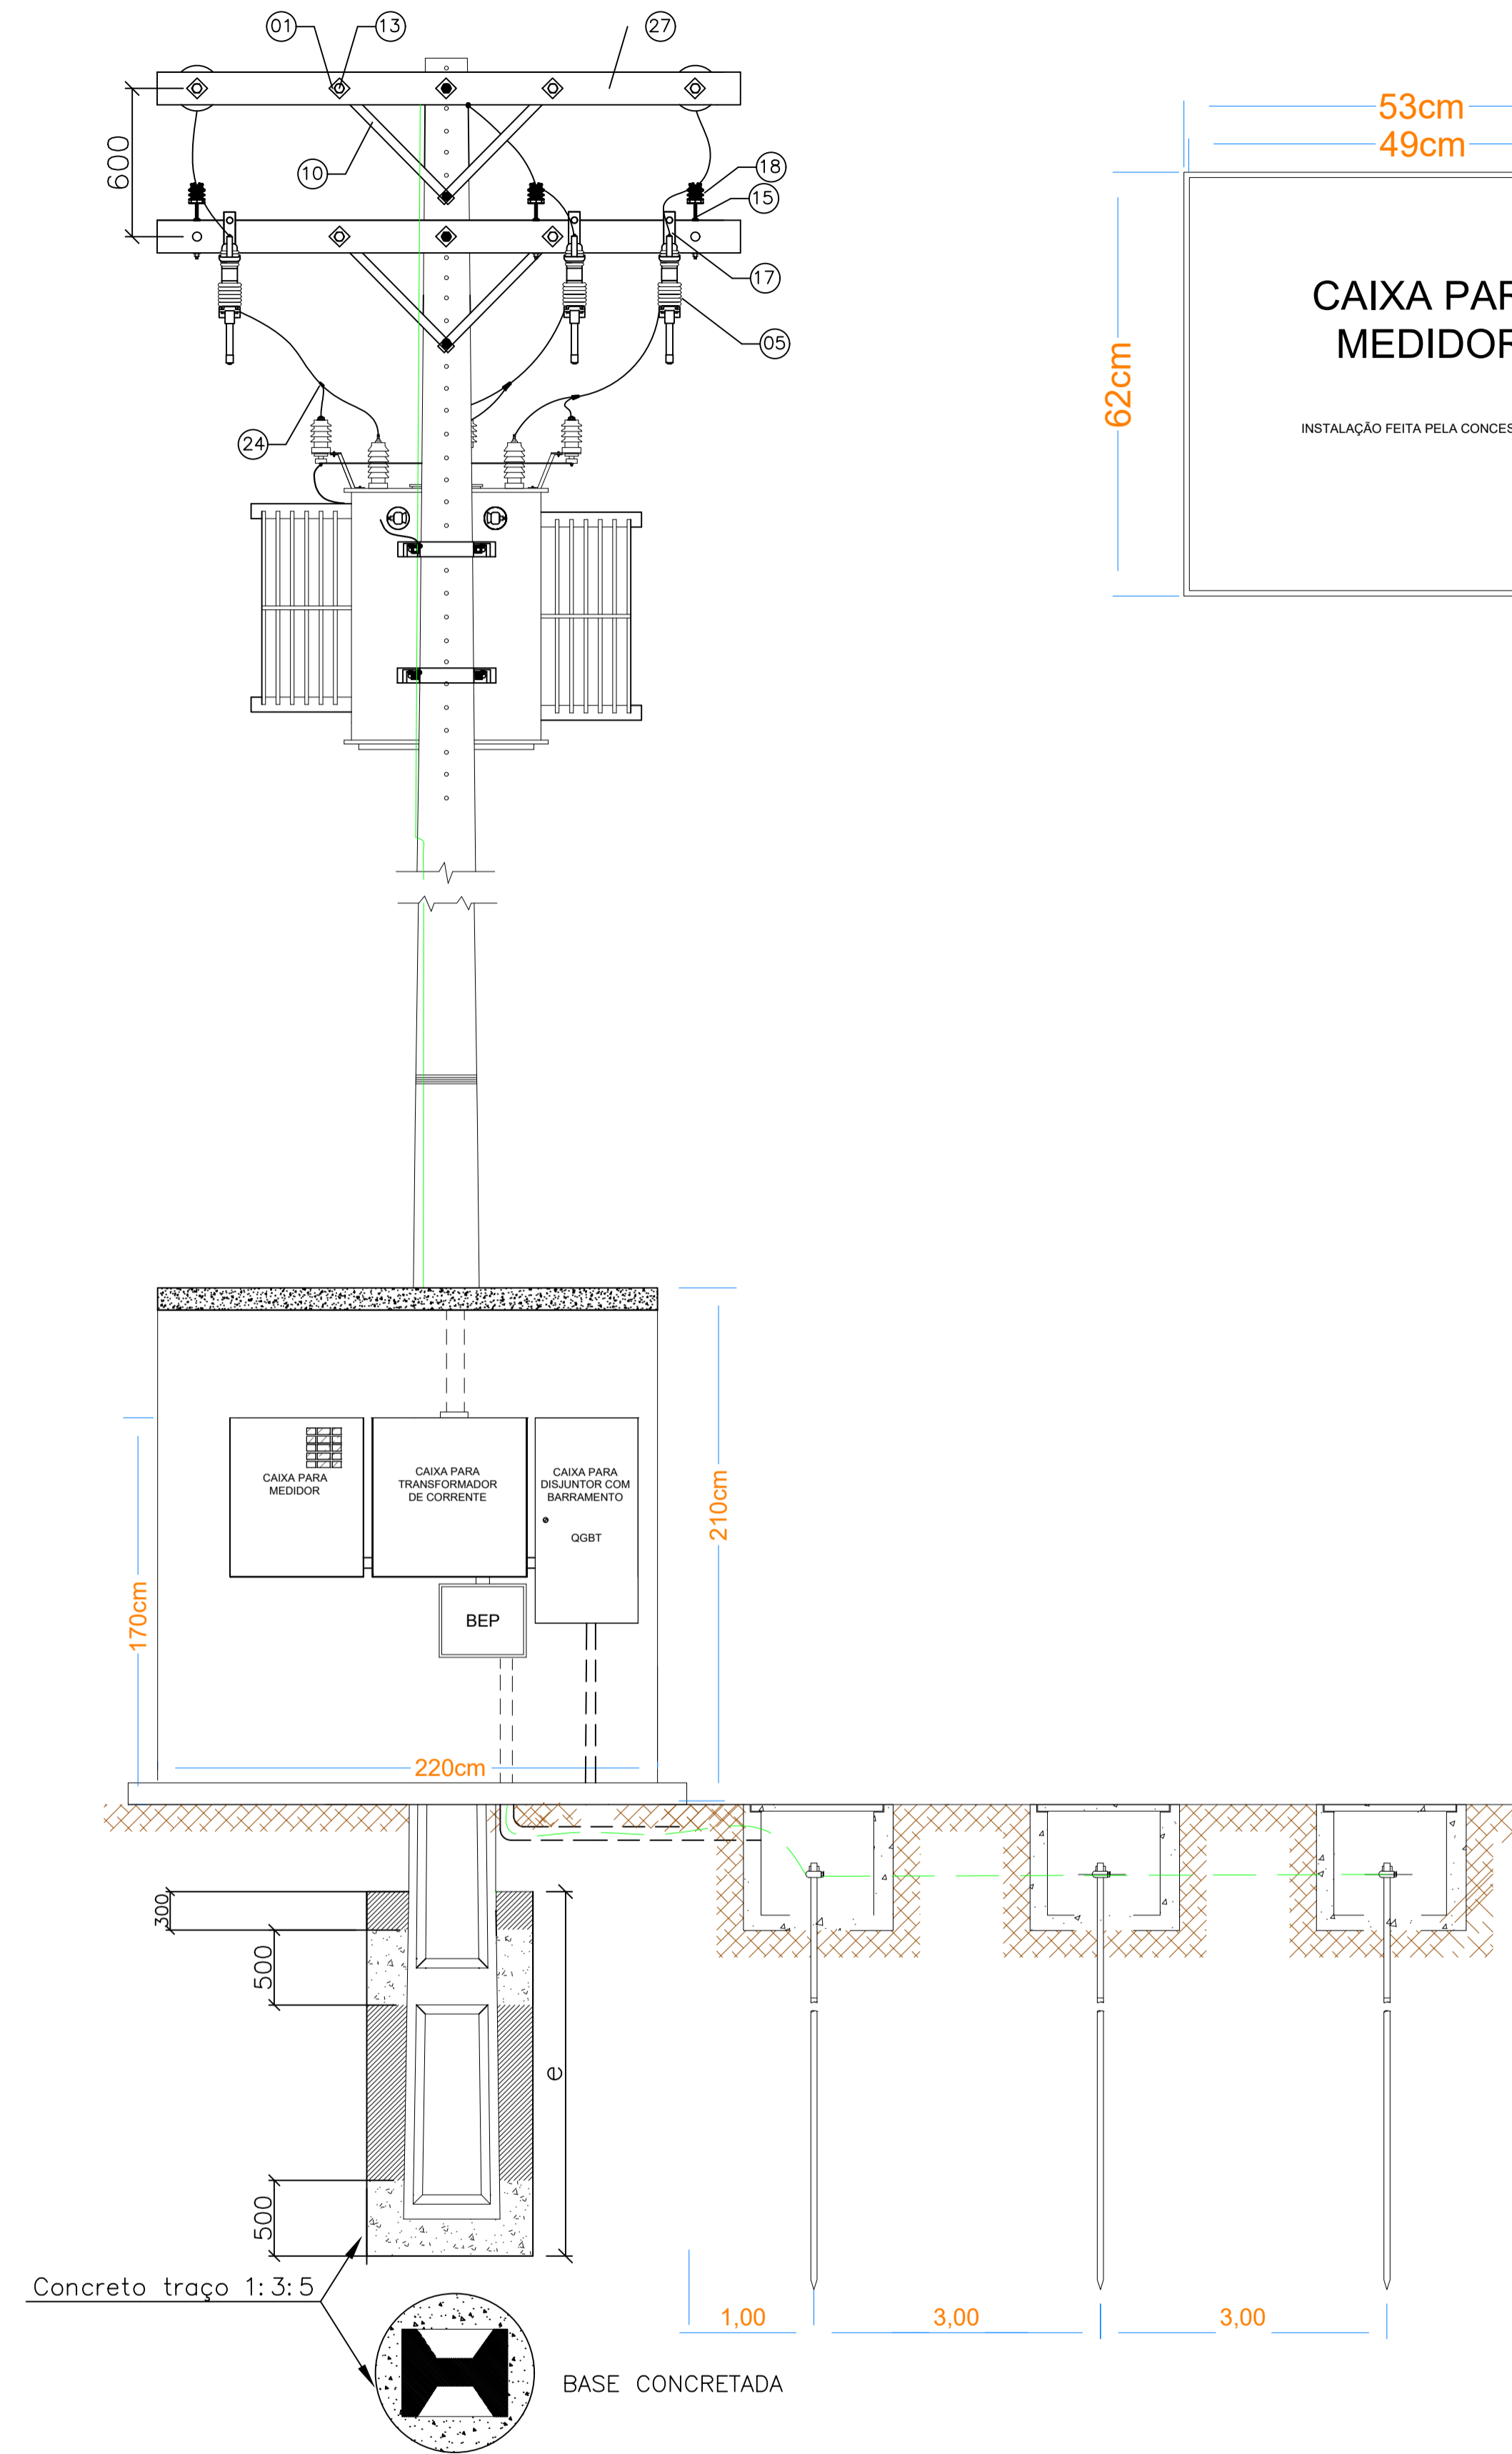 01
13
27
53cm
49cm
600
10
18
15
17
05
24
62cm
CAIXA PAR
MEDIDOR
INSTALAÇÃO FEITA PELA CONCES
CAIXA PARA
MEDIDOR
CAIXA PARA
TRANSFORMADOR
DE CORRENTE
CAIXA PARA
DISJUNTOR COM
BARRAMENTO
QGBT
BEP
210cm
170cm
220cm
300
500
e
500
Concreto traço 1:3:5
1,00
3,00
3,00
BASE CONCRETADA